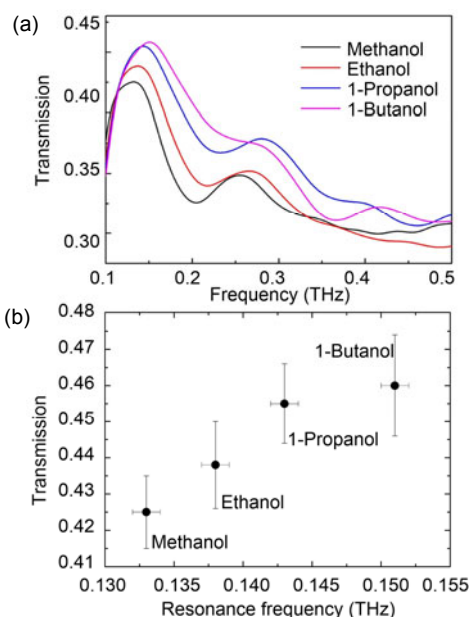 (a)
0.45
0.40
0.35
0.30
Transmission
Methanol
Ethanol
1-Propanol
1-Butanol
0.1
0.2
0.3
0.4
0.5
Frequency (THz)
(b)
0.48
0.47
0.46
0.45
0.44
0.43
0.42
0.41
Transmission
1-Butanol
1-Propanol
Ethanol
Methanol
0.130
0.135
0.140
0.145
0.150
0.155
Resonance frequency (THz)